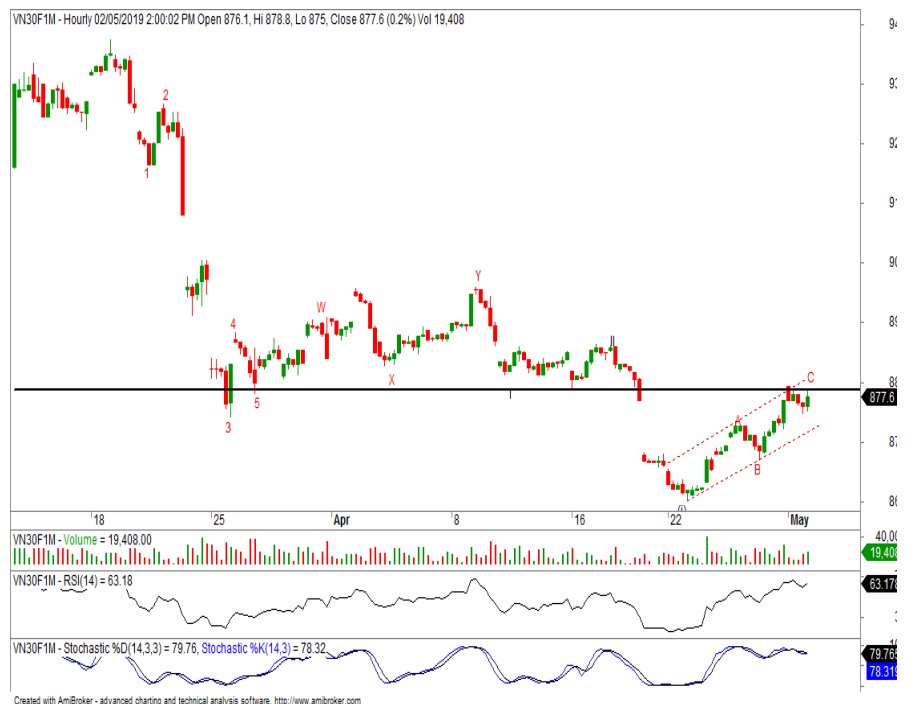 VN30F1M - Hourly 02/05/2019 2:00:02 PM Open 876.1, Hi 878.8, Lo 875, Close 877.6 (0.2%) Vol 19,408
2
1
4
3
5
W
X
Y
I
II
A
B
C
(i)
877.6
18
25
Apr
8
16
22
May
VN30F1M - Volume = 19,408.00
40,00
19,408
VN30F1M - RSI(14) = 63.18
63.178
VN30F1M - Stochastic %D(14,3,3) = 79.76, Stochastic %K(14,3) = 78.32
79.765
78.319
Created with AmiBroker - advanced charting and technical analysis software. http://www.amibroker.com